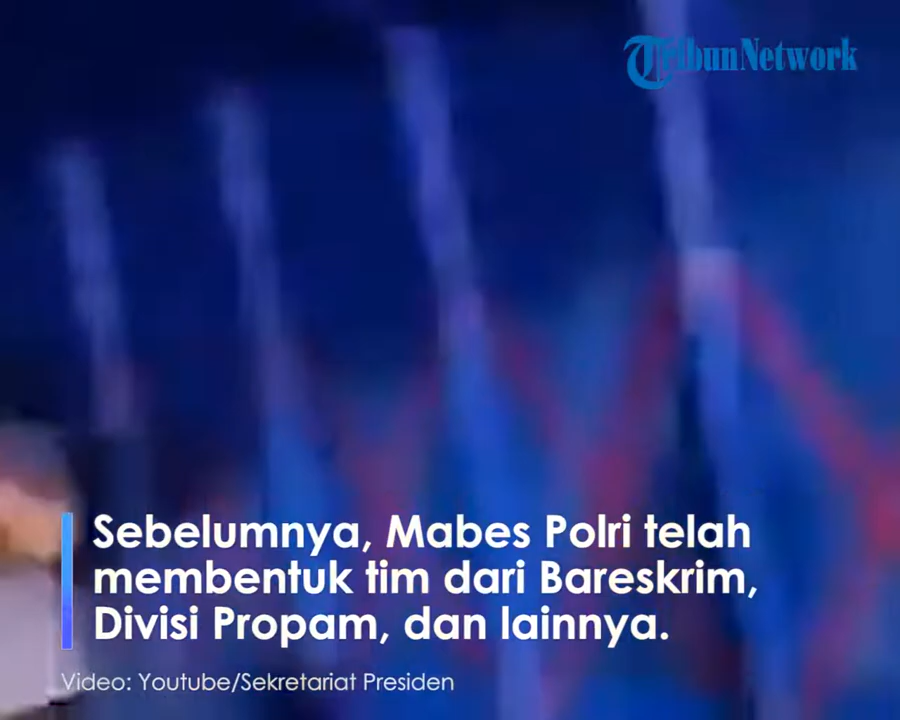 TribunNetwork
Sebelumnya, Mabes Polri telah
membentuk tim dari Bareskrim,
Divisi Propam, dan lainnya.
Video: Youtube/Sekretariat Presiden